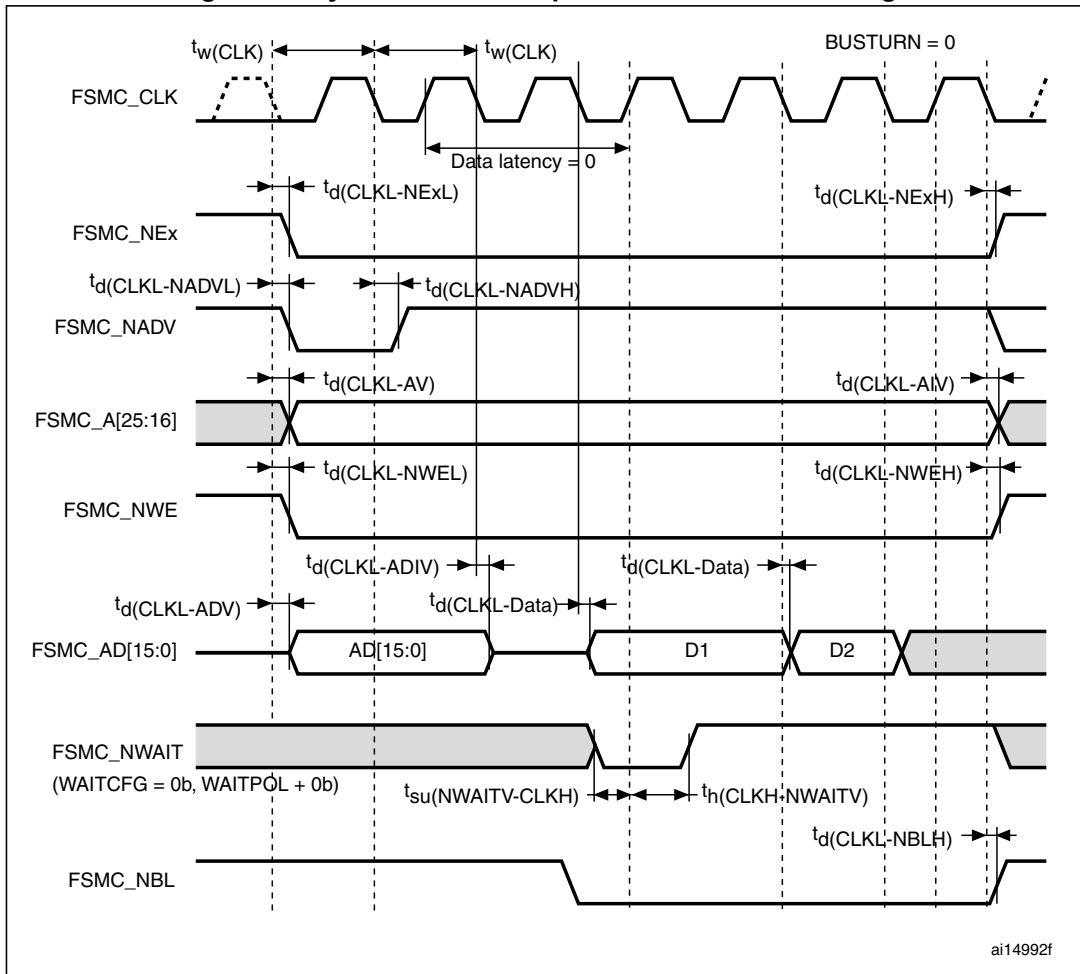 tw(CLK) tw(CLK) BUSTURN = 0
FSMC_CLK
Data latency = 0
td(CLKL-NExL) td(CLKL-NExH)
FSMC_NEx
td(CLKL-NADVL) td(CLKL-NADVH)
FSMC_NADV
td(CLKL-AV) td(CLKL-AIV)
FSMC_A[25:16]
td(CLKL-NWEL) td(CLKL-NWEH)
FSMC_NWE
td(CLKL-ADIV) td(CLKL-Data)
td(CLKL-ADV) td(CLKL-Data)
FSMC_AD[15:0] AD[15:0] D1 D2
FSMC_NWAIT
(WAITCFG = 0b, WAITPOL + 0b)
tsu(NWAITV-CLKH) th(CLKH-NWAITV)
td(CLKL-NBLH)
FSMC_NBL
ai14992f